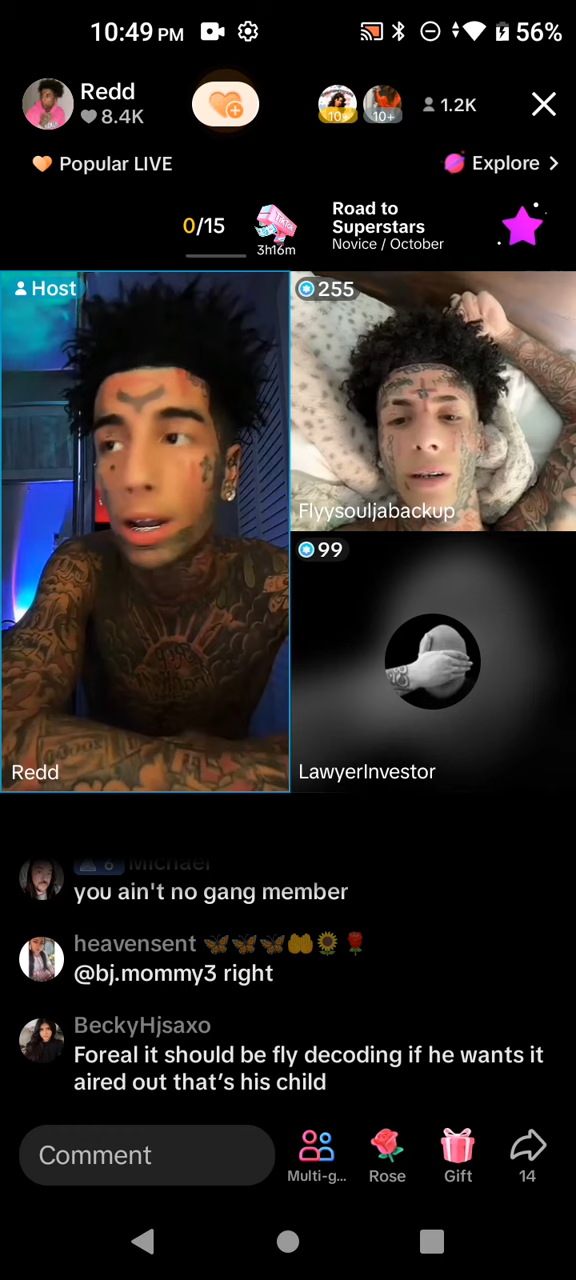 10:49 PM
56%
Redd
8.4K
10+
10+
1.2K
Popular LIVE
Explore
0/15
TikTok
3h16m
Road to
Superstars
Novice / October
Host
255
Flyysouljabackup
99
Redd
LawyerInvestor
6 Michael
you ain't no gang member
heavensent 🦋🦋🦋🤲🌻🌹
@bj.mommy3 right
BeckyHjsaxo
Foreal it should be fly decoding if he wants it
aired out that’s his child
Comment
Multi-g...
Rose
Gift
14